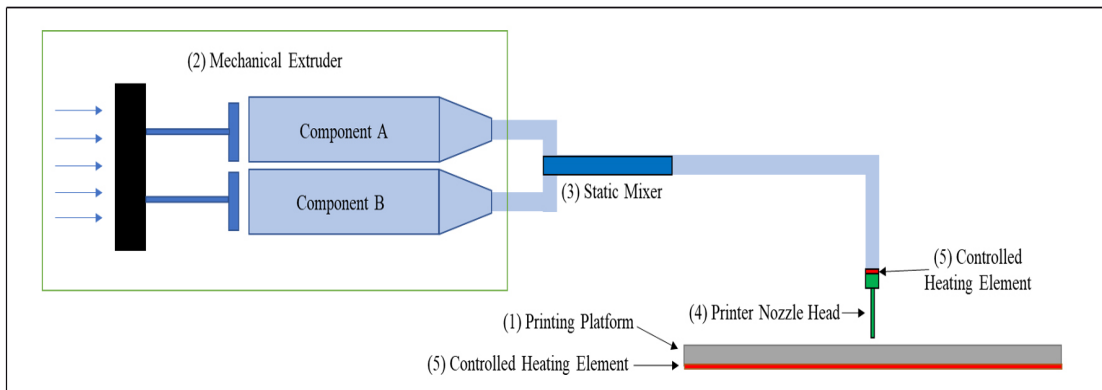 (2) Mechanical Extruder
Component A
Component B
(3) Static Mixer
(5) Controlled
Heating Element
(4) Printer Nozzle Head
(1) Printing Platform
(5) Controlled Heating Element